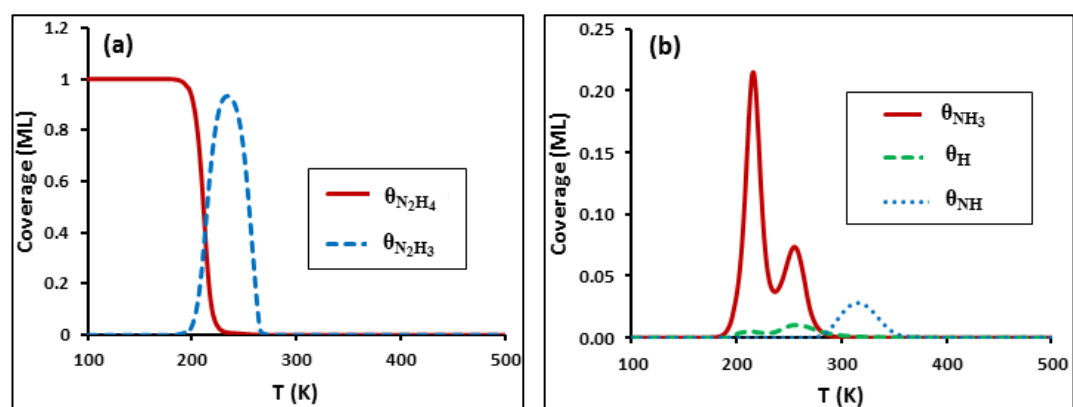 (a)
1.2
1
0.8
0.6
0.4
0.2
0
Coverage (ML)
θN₂H₄
θN₂H₃
100 200 300 400 500
T (K)
(b)
0.25
0.20
0.15
0.10
0.05
0.00
Coverage (ML)
θNH₃
θH
θNH
100 200 300 400 500
T (K)